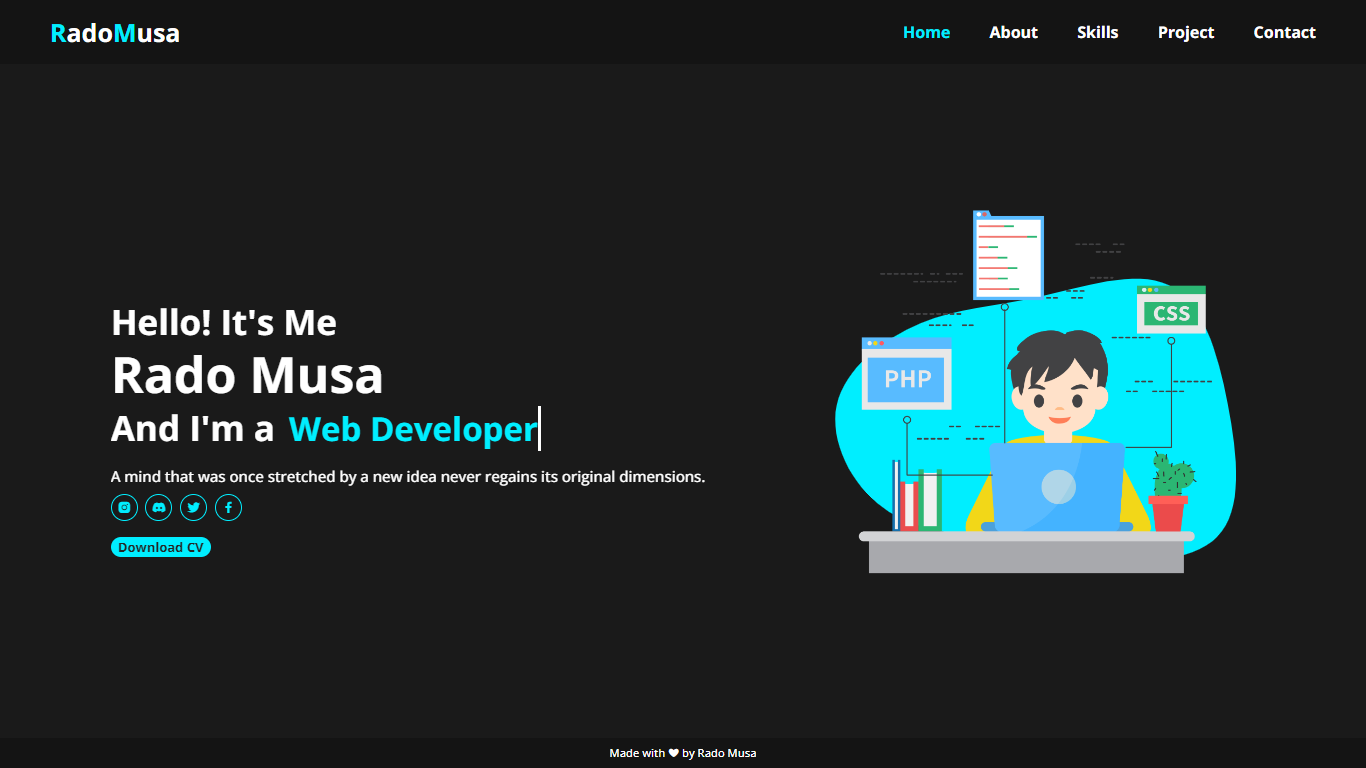 RadoMusa
Home About Skills Project Contact
Hello! It's Me
Rado Musa
And I'm a Web Developer
A mind that was once stretched by a new idea never regains its original dimensions.
Download CV
PHP
CSS
Made with ❤ by Rado Musa